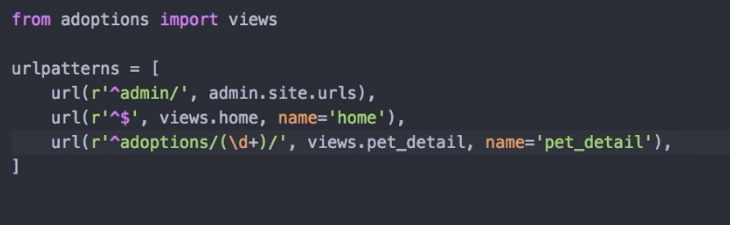 from adoptions import views
urlpatterns = [
url(r'^admin/', admin.site.urls),
url(r'^$', views.home, name='home'),
url(r'^adoptions/(\d+)/', views.pet_detail, name='pet_detail'),
]